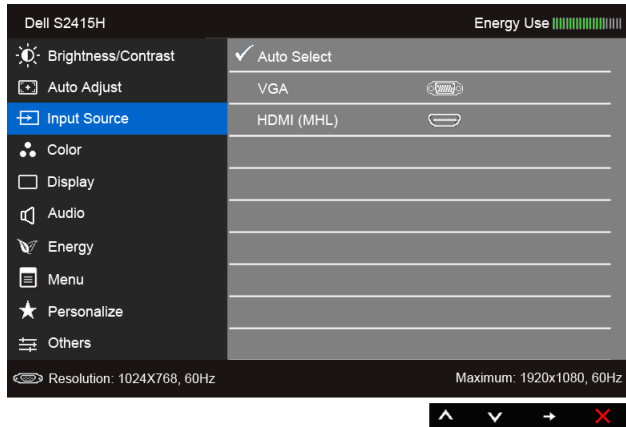 Dell S2415H
Energy Use
Brightness/Contrast
Auto Select
Auto Adjust
VGA
Input Source
HDMI (MHL)
Color
Display
Audio
Energy
Menu
Personalize
Others
Resolution: 1024X768, 60Hz
Maximum: 1920x1080, 60Hz